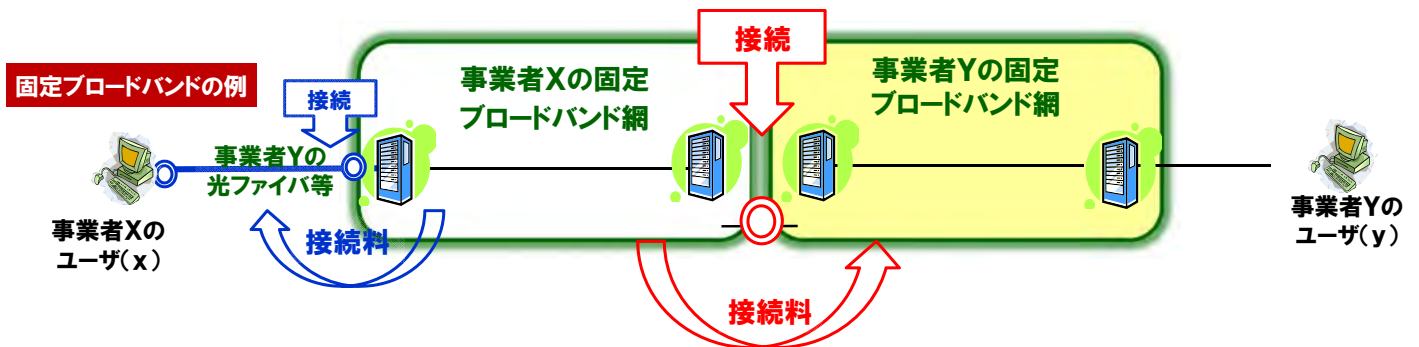 固定ブロードバンドの例
接続
接続
事業者Xの固定
ブロードバンド網
事業者Yの固定
ブロードバンド網
事業者Yの
光ファイバ等
事業者Xの
ユーザ(x)
接続料
接続料
事業者Yの
ユーザ(y)